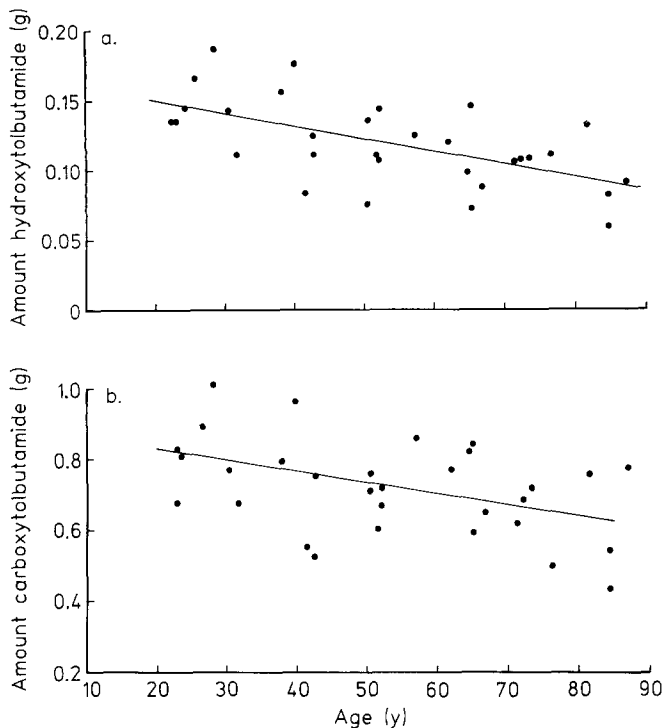 Amount hydroxytolbutamide (g)
a.
0.20
0.15
0.10
0.05
0
Amount carboxytolbutamide (g)
b.
1.0
0.8
0.6
0.4
0.2
10 20 30 40 50 60 70 80 90
Age (y)